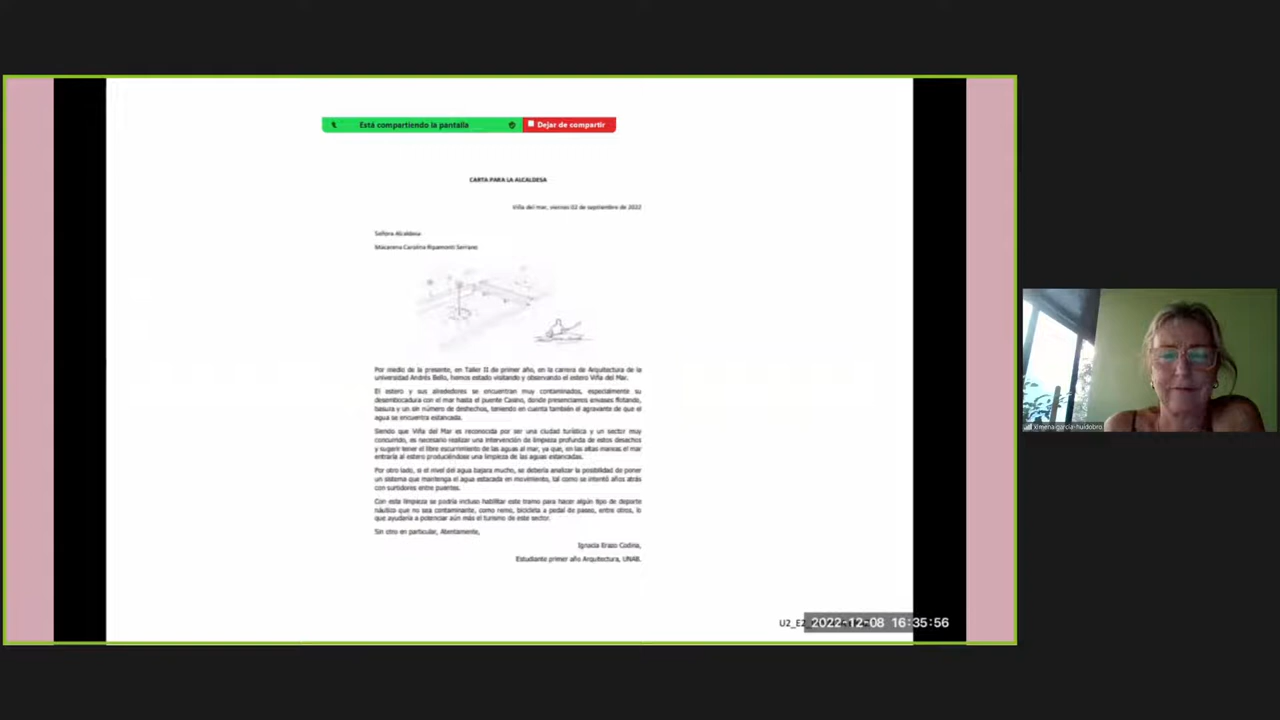 Está compartiendo la pantalla
Dejar de compartir
CARTA PARA LA ALCALDESA
Viña del mar, viernes 02 de septiembre de 2022
Señora Alcaldesa
Macarena Carolina Ripamonti Serrano
Por medio de la presente, en Taller II de primer año, en la carrera de Arquitectura de la
universidad Andrés Bello, hemos estado visitando y observando el estero Viña del Mar.
El estero y sus alrededores se encuentran muy contaminados, especialmente su
desembocadura con el mar hasta el puente Casino, donde presenciamos envases flotando,
basura y un sin número de deshechos, teniendo en cuenta también el agravante de que el
agua se encuentra estancada.
Siendo que Viña del Mar es reconocida por ser una ciudad turística y un sector muy
concurrido, es necesario realizar una intervención de limpieza profunda de estos desechos
y sugerir tener el libre escurrimiento de las aguas al mar, ya que, en las altas mareas el mar
entraría al estero produciéndose una limpieza de las aguas estancadas.
Por otro lado, si el nivel del agua bajara mucho, se debería analizar la posibilidad de poner
un sistema que mantenga el agua estacada en movimiento, tal como se intentó años atrás
con surtidores entre puentes.
Con esta limpieza se podría incluso habilitar este tramo para hacer algún tipo de deporte
náutico que no sea contaminante, como remo, bicicleta a pedal de paseo, entre otros, lo
que ayudaría a potenciar aún más el turismo de este sector.
Sin otro en particular, Atentamente,
Ignacia Erazo Codina,
Estudiante primer año Arquitectura, UNAB.
U2_E2_
2022-12-08 16:35:56
ximena garcía-huidobro